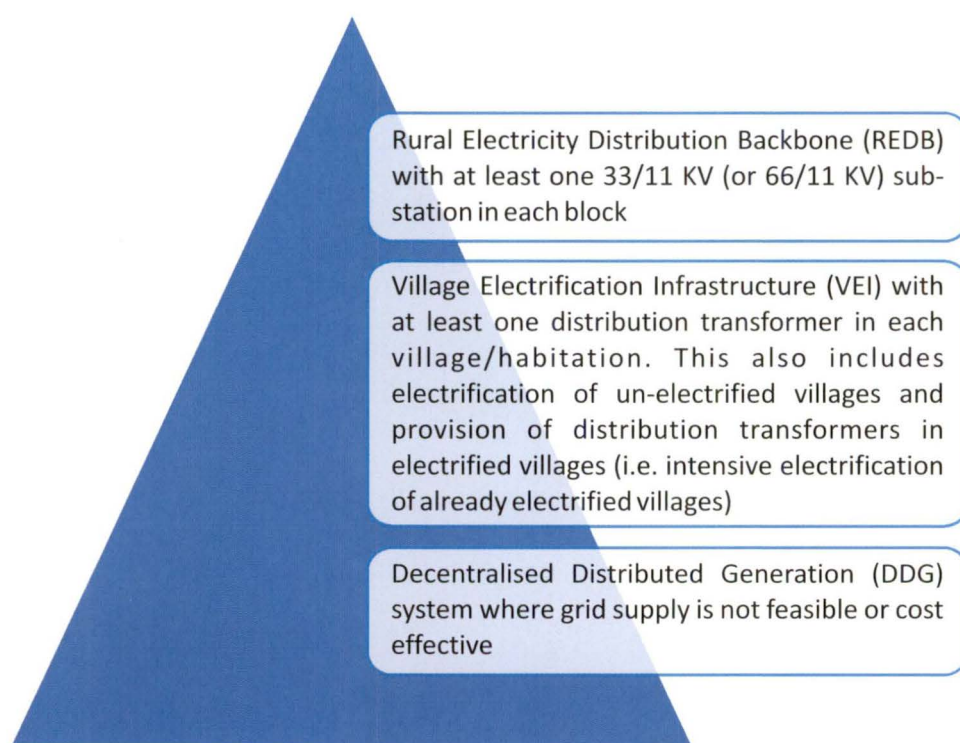 Rural Electricity Distribution Backbone (REDB)
with at least one 33/11 KV (or 66/11 KV) sub-
station in each block
Village Electrification Infrastructure (VEI) with
at least one distribution transformer in each
village/habitation. This also includes
electrification of un-electrified villages and
provision of distribution transformers in
electrified villages (i.e. intensive electrification
of already electrified villages)
Decentralised Distributed Generation (DDG)
system where grid supply is not feasible or cost
effective